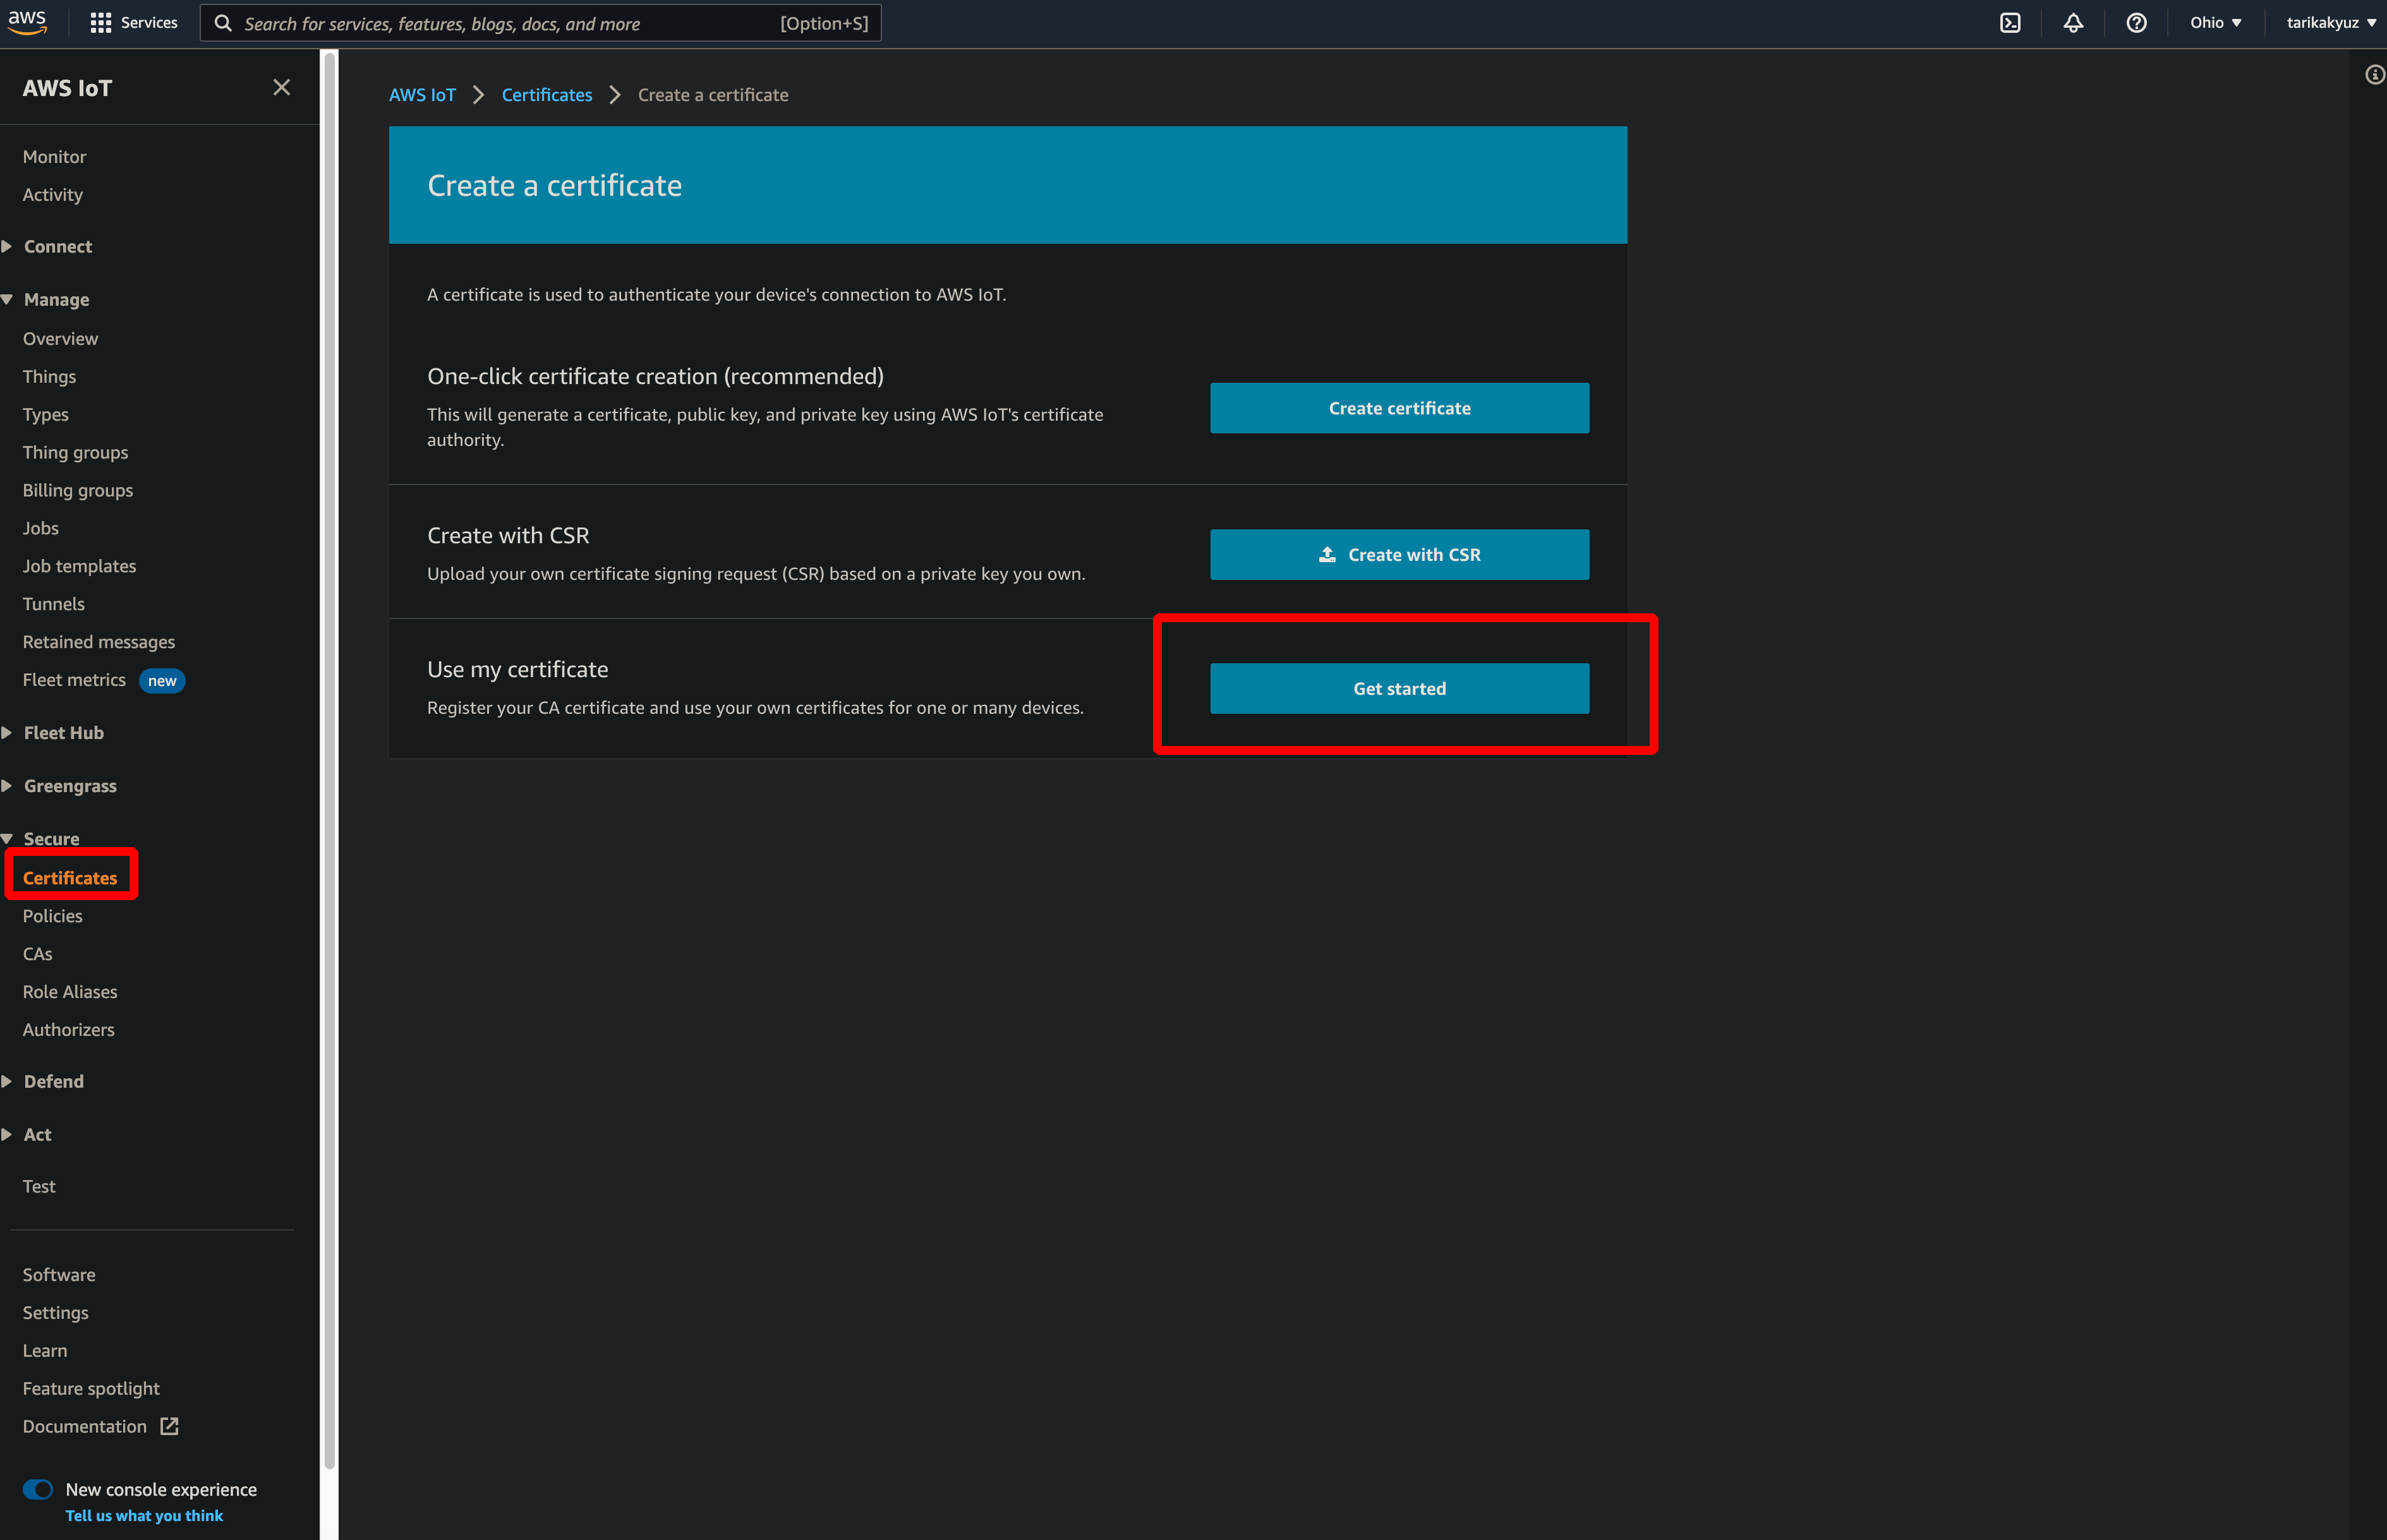 aws
Services
Search for services, features, blogs, docs, and more
[Option+S]
Ohio
tarikakyuz
AWS IoT
Monitor
Activity
Connect
Manage
Overview
Things
Types
Thing groups
Billing groups
Jobs
Job templates
Tunnels
Retained messages
Fleet metrics new
Fleet Hub
Greengrass
Secure
Certificates
Policies
CAs
Role Aliases
Authorizers
Defend
Act
Test
Software
Settings
Learn
Feature spotlight
Documentation
New console experience
Tell us what you think
AWS IoT
Certificates
Create a certificate
Create a certificate
A certificate is used to authenticate your device's connection to AWS IoT.
One-click certificate creation (recommended)
This will generate a certificate, public key, and private key using AWS IoT's certificate
authority.
Create certificate
Create with CSR
Upload your own certificate signing request (CSR) based on a private key you own.
Create with CSR
Use my certificate
Register your CA certificate and use your own certificates for one or many devices.
Get started